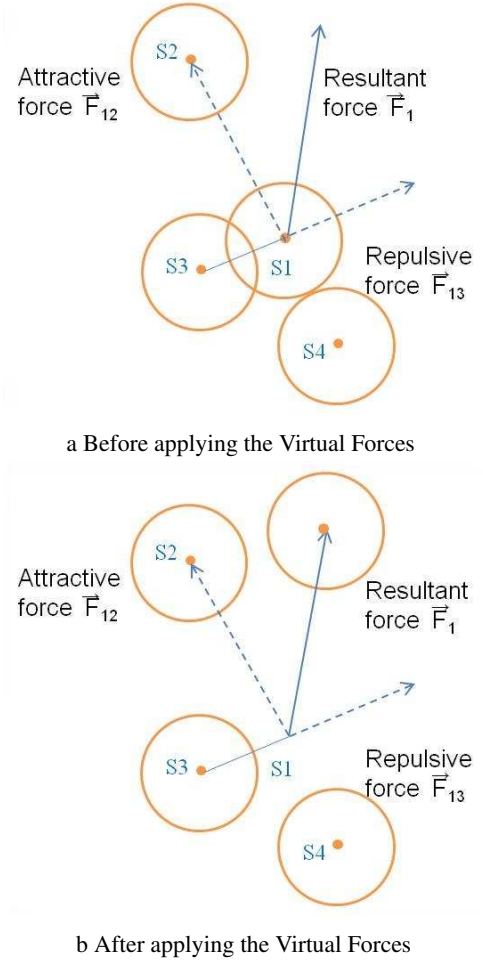 S2
Attractive
force F⃗12
Resultant
force F⃗1
S3
S1
Repulsive
force F⃗13
S4
a Before applying the Virtual Forces
S2
Attractive
force F⃗12
Resultant
force F⃗1
S3
S1
Repulsive
force F⃗13
S4
b After applying the Virtual Forces